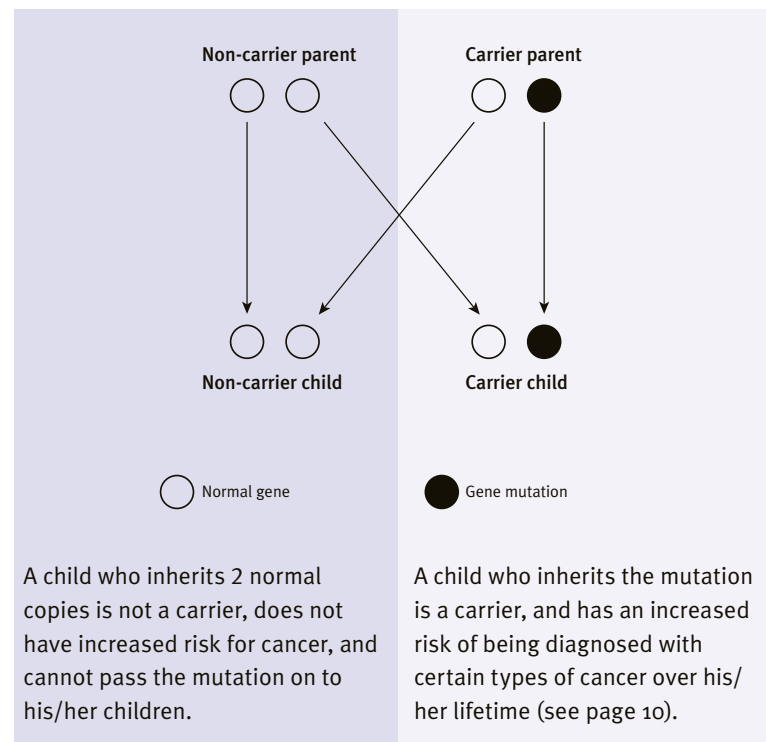 Non-carrier parent
Carrier parent
Non-carrier child
Carrier child
Normal gene
Gene mutation
A child who inherits 2 normal
copies is not a carrier, does not
have increased risk for cancer, and
cannot pass the mutation on to
his/her children.
A child who inherits the mutation
is a carrier, and has an increased
risk of being diagnosed with
certain types of cancer over his/
her lifetime (see page 10).